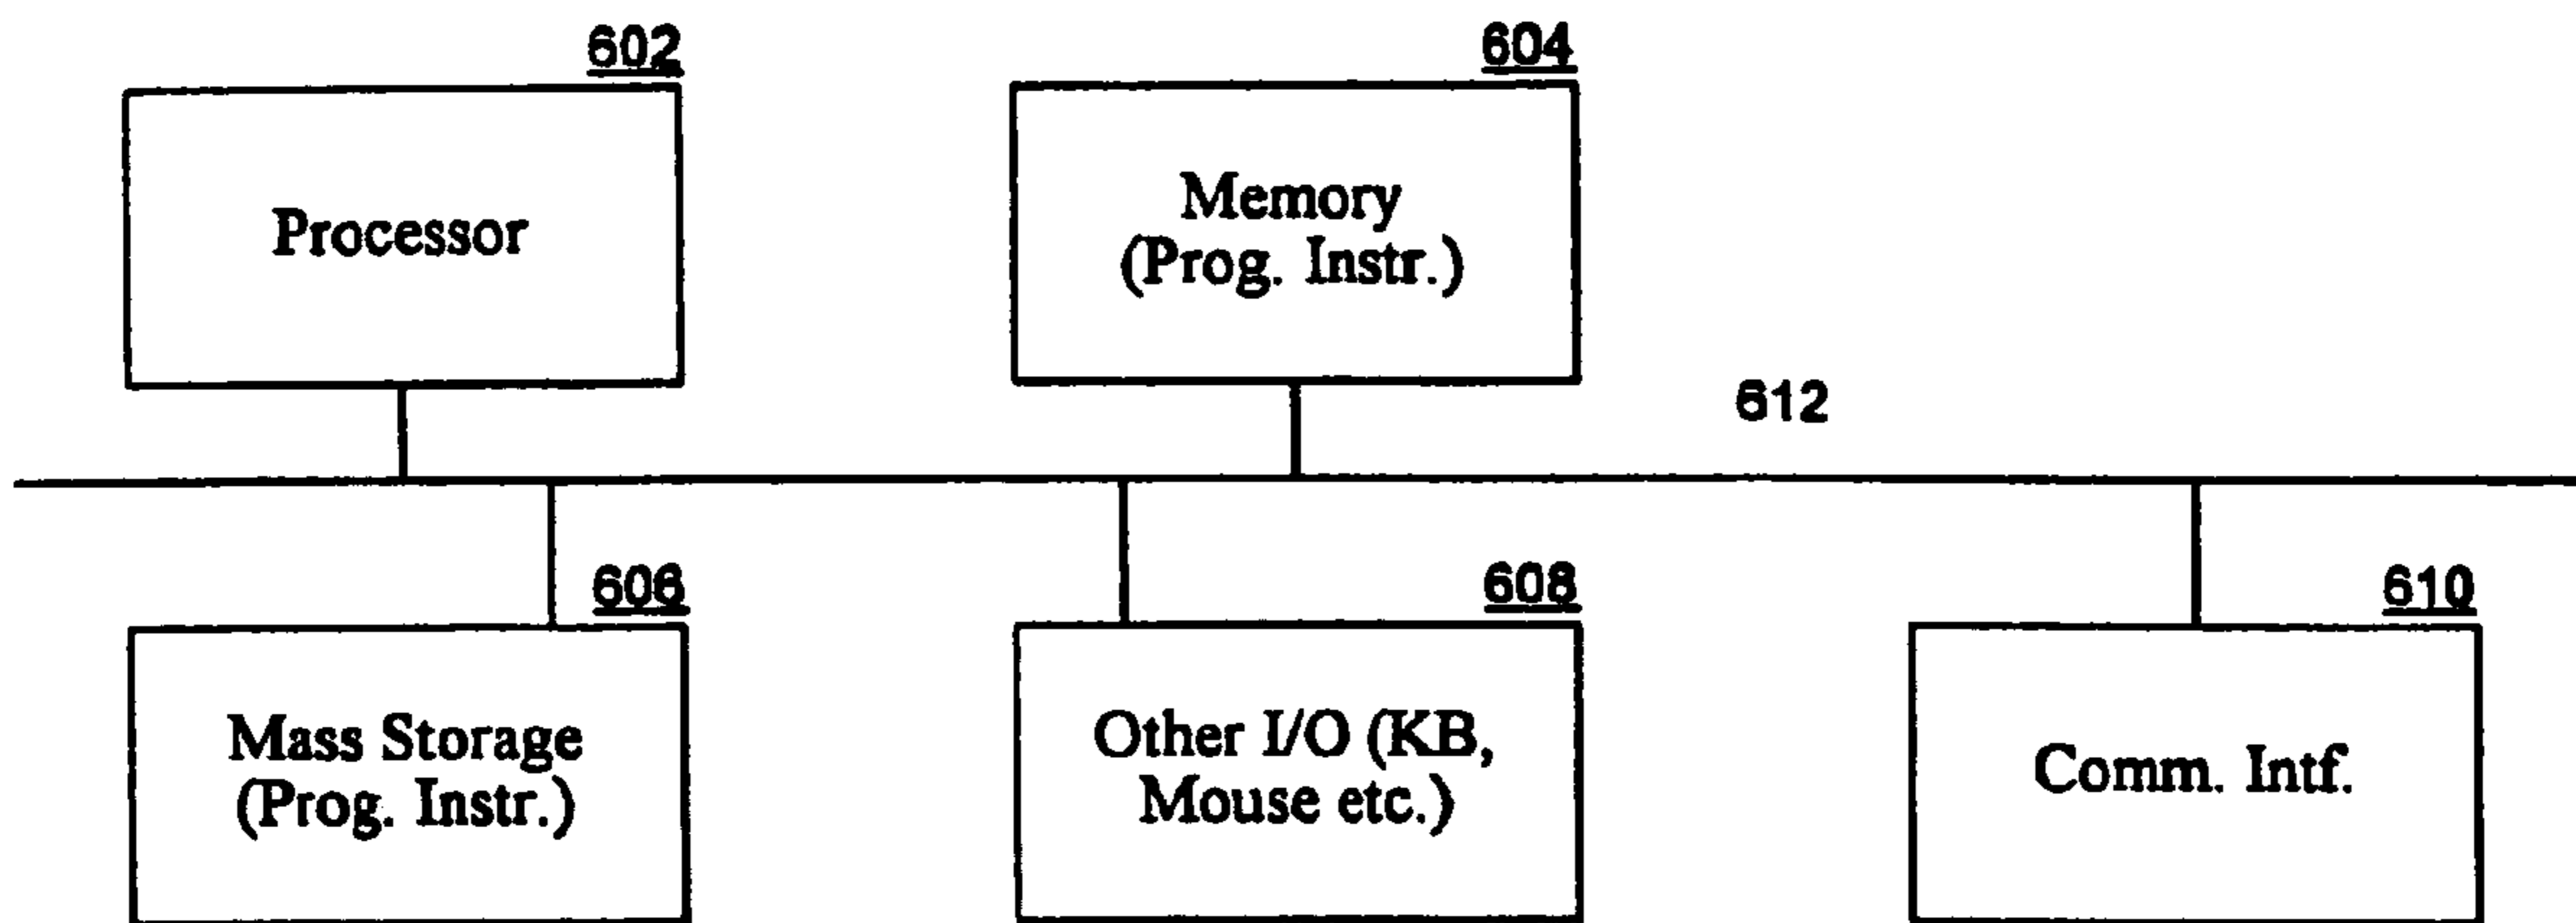 602
Processor
604
Memory
(Prog. Instr.)
612
606
Mass Storage
(Prog. Instr.)
608
Other I/O (KB,
Mouse etc.)
610
Comm. Intf.